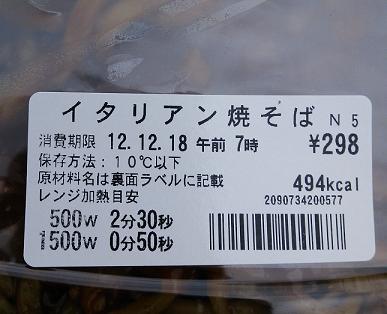 イタリアン焼そば N5
消費期限 12.12.18 午前 7時 ¥298
保存方法：10℃以下
原材料名は裏面ラベルに記載 494kcal
レンジ加熱目安 2090734200577
500W 2分30秒
1500W 0分50秒